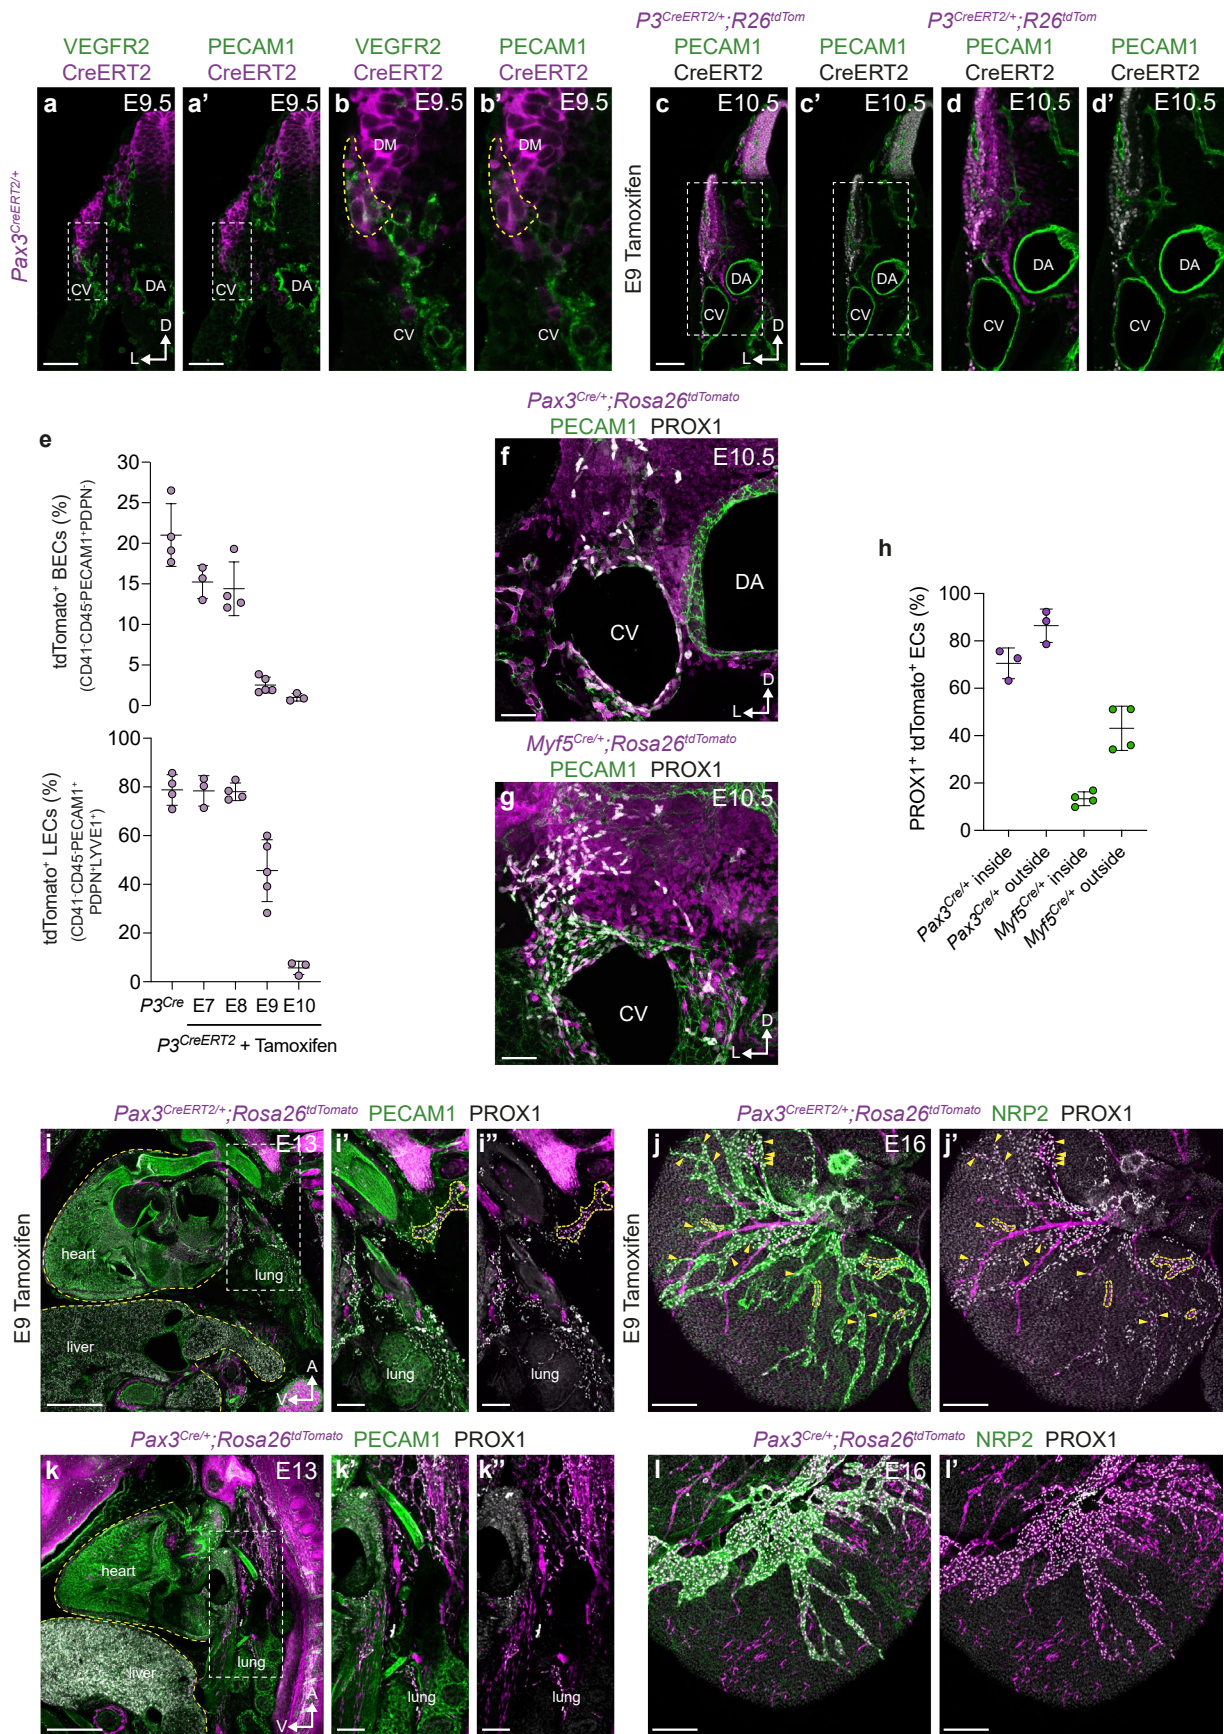 P3CreERT2/+;R26tdTom P3CreERT2/+;R26tdTom
VEGFR2 PECAM1 VEGFR2 PECAM1 PECAM1 PECAM1 PECAM1 PECAM1
CreERT2 CreERT2 CreERT2 CreERT2 CreERT2 CreERT2 CreERT2 CreERT2
Pax3CreERT2/+
a E9.5
CV DA
D
L
a' E9.5
CV DA
b E9.5
DM
CV
b' E9.5
DM
CV
E9 Tamoxifen
c E10.5
DA
CV
D
L
c' E10.5
DA
CV
d E10.5
DA
CV
d' E10.5
DA
CV
e
tdTomato+ BECs (%)
(CD41-CD45-PECAM1+PDPN-)
30
25
20
15
10
5
0
tdTomato+ LECs (%)
(CD41-CD45-PECAM1+
PDPN+LYVE1+)
100
80
60
40
20
0
P3Cre E7 E8 E9 E10
P3CreERT2 + Tamoxifen
Pax3Cre/+;Rosa26tdTomato
PECAM1 PROX1
f E10.5
DA
CV
D
L
Myf5Cre/+;Rosa26tdTomato
PECAM1 PROX1
g E10.5
CV
D
L
h
PROX1+ tdTomato+ ECs (%)
100
80
60
40
20
0
Pax3Cre/+ inside
Pax3Cre/+ outside
Myf5Cre/+ inside
Myf5Cre/+ outside
Pax3CreERT2/+;Rosa26tdTomato PECAM1 PROX1
E9 Tamoxifen
i E13
heart
lung
liver
A
V
i'
lung
i''
lung
Pax3CreERT2/+;Rosa26tdTomato NRP2 PROX1
E9 Tamoxifen
j E16
j'
Pax3Cre/+;Rosa26tdTomato PECAM1 PROX1
k E13
heart
lung
liver
A
V
k'
lung
k''
lung
Pax3Cre/+;Rosa26tdTomato NRP2 PROX1
l E16
l'